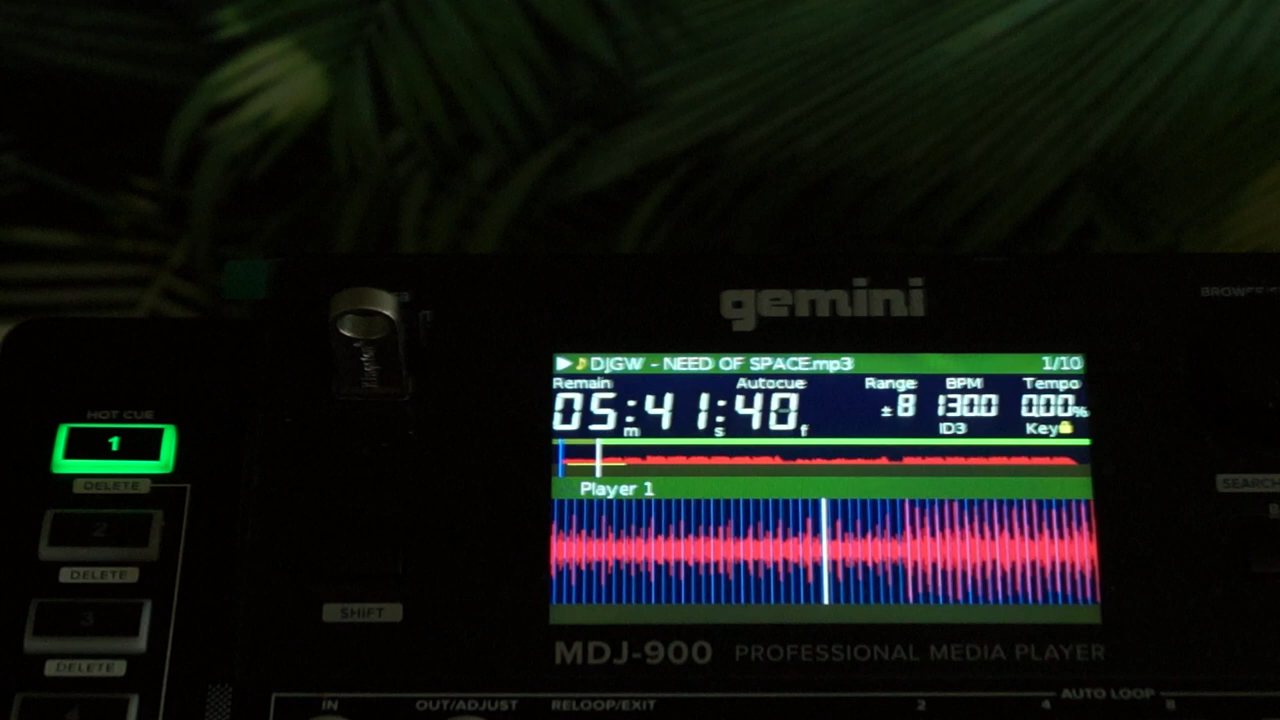 gemini
DJGW - NEED OF SPACE.mp3 1/10
Remain Autocue Range BPM Tempo
05:41:40 ±8 130.0 0.00%
m s f ID3 Key
Player 1
HOT CUE
1
DELETE
2
DELETE
3
DELETE
SHIFT
SEARCH
MDJ-900 PROFESSIONAL MEDIA PLAYER
IN OUT/ADJUST RELOOP/EXIT
AUTO LOOP
2 4 8